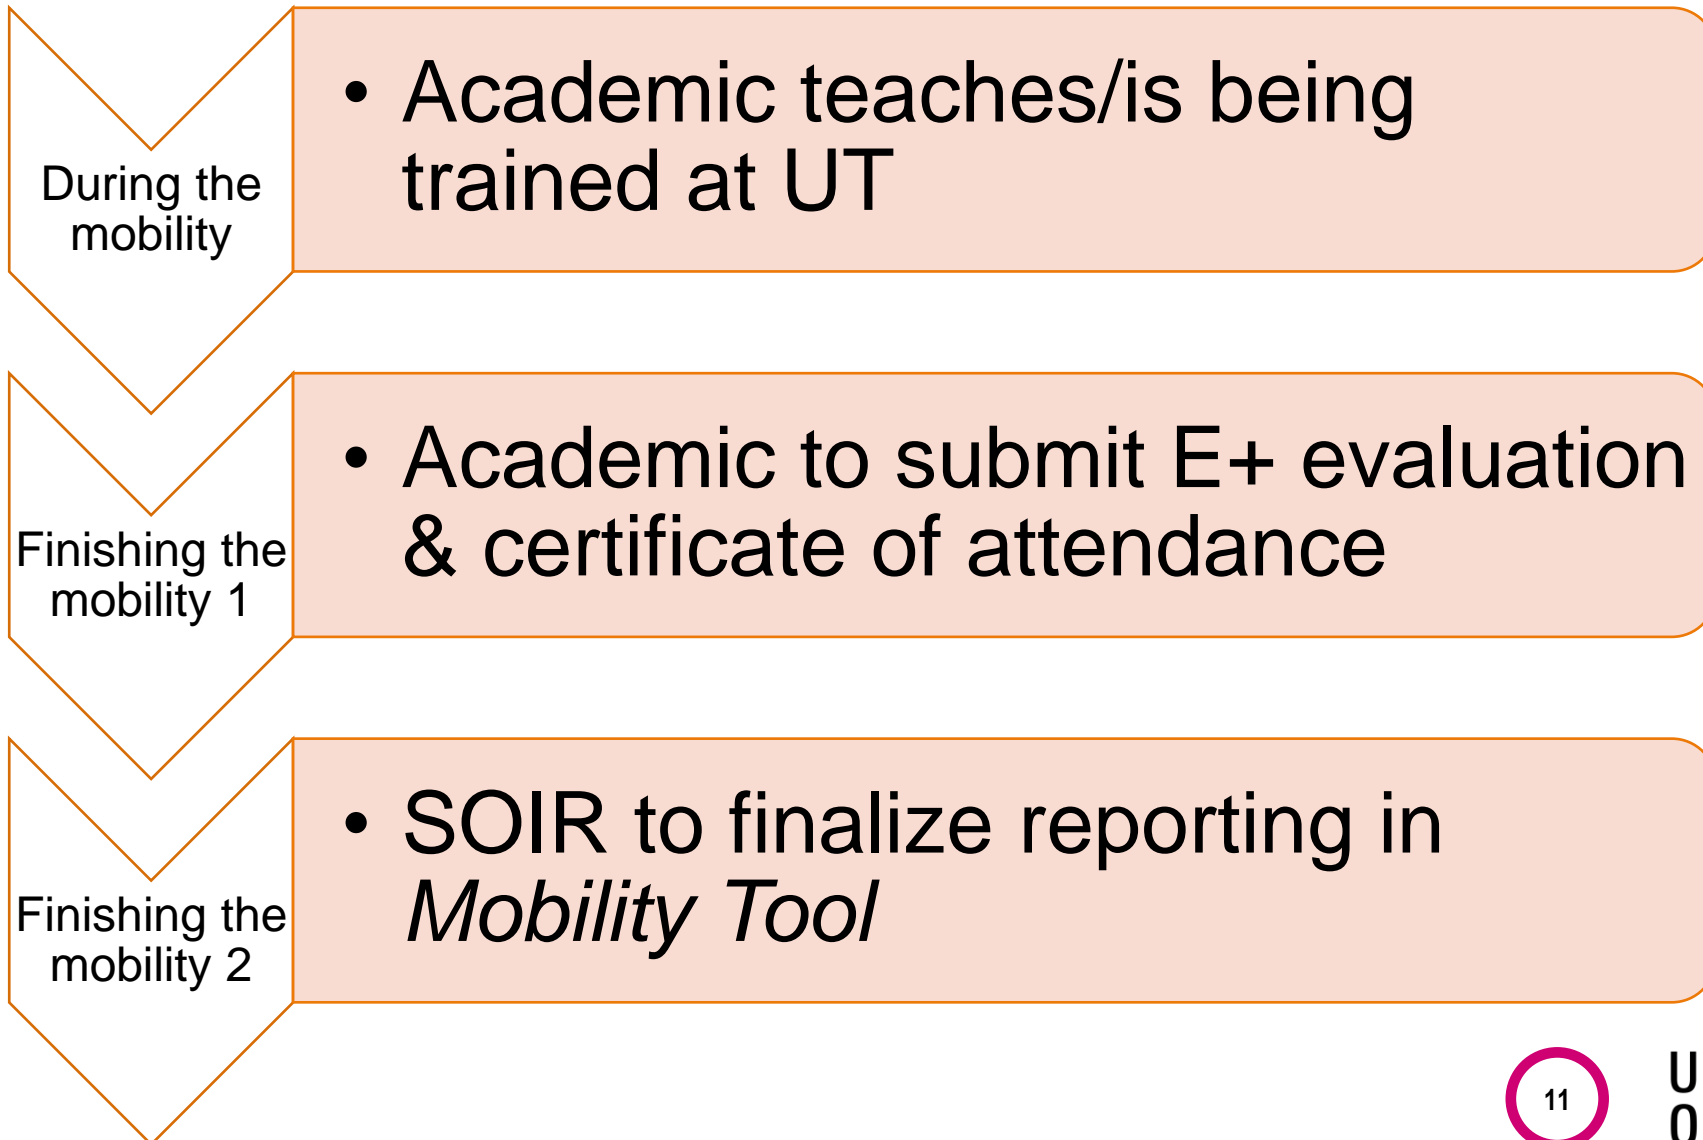 During the
mobility
• Academic teaches/is being
trained at UT
Finishing the
mobility 1
• Academic to submit E+ evaluation
& certificate of attendance
Finishing the
mobility 2
• SOIR to finalize reporting in
Mobility Tool
11
U
O